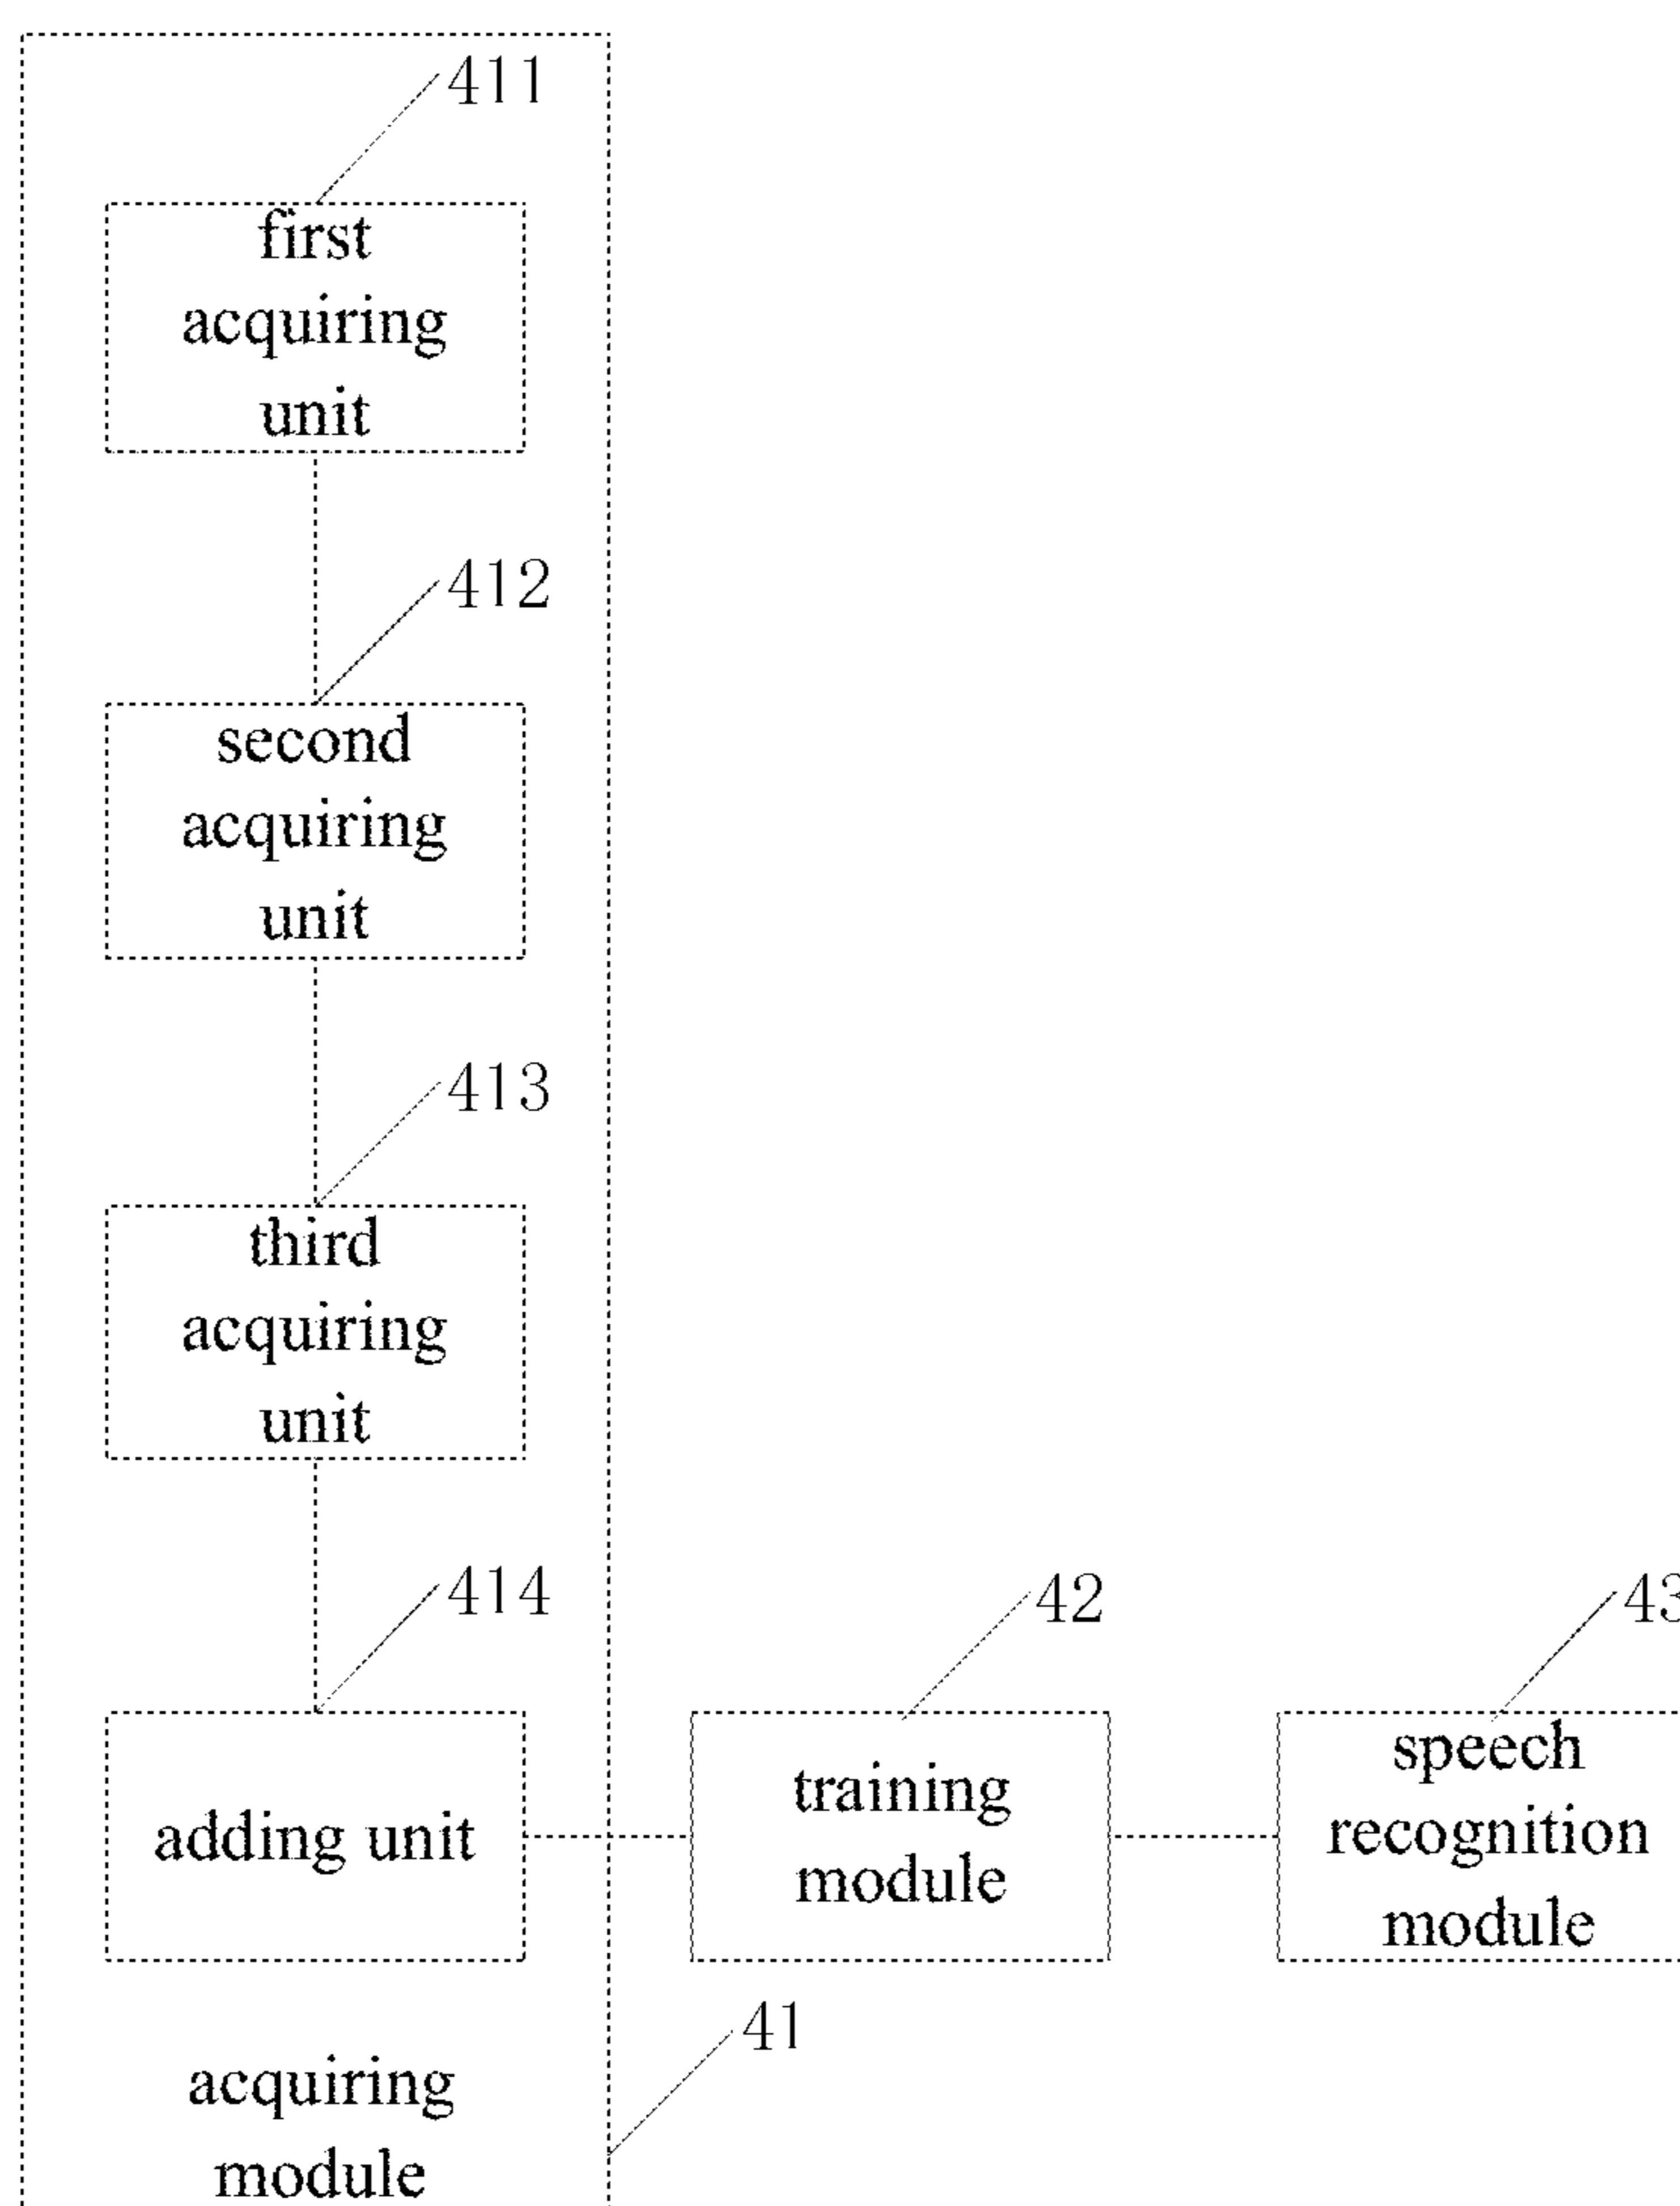 411
first
acquiring
unit
412
second
acquiring
unit
413
third
acquiring
unit
414
adding unit
42
training
module
43
speech
recognition
module
41
acquiring
module